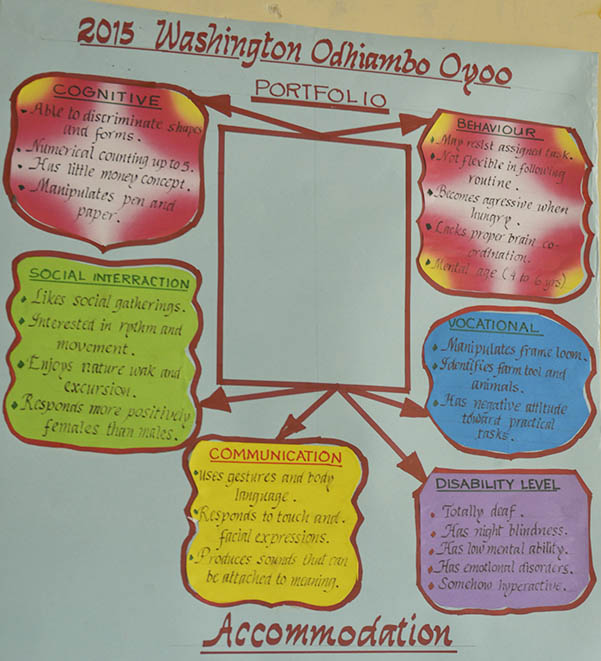 2015 Washington Odhiambo Oyoo
PORTFOLIO
COGNITIVE
Able to discriminate shapes
and forms.
Numerical counting up to 5.
Has little money concept.
Manipulates pen and
paper.
BEHAVIOUR
May resist assigned task.
Not flexible in following
routine.
Becomes agressive when
hungry.
Lacks proper brain co-
ordination.
Mental age (4 to 6 yrs)
SOCIAL INTERRACTION
Likes social gatherings.
Interested in rythm and
movement.
Enjoys nature wak and
excursion.
Responds more positively
females than males.
VOCATIONAL
Manipulates frame loom.
Identifies farm tool and
animals.
Has negative attitude
toward practical
tasks.
COMMUNICATION
uses gestures and body
language.
Responds to touch and
facial expressions.
Produces sounds that can
be attached to meaning.
DISABILITY LEVEL
Totally deaf.
Has night blindness.
Has low mental ability.
Has emotional disorders.
Somehow hyperactive.
Accommodation